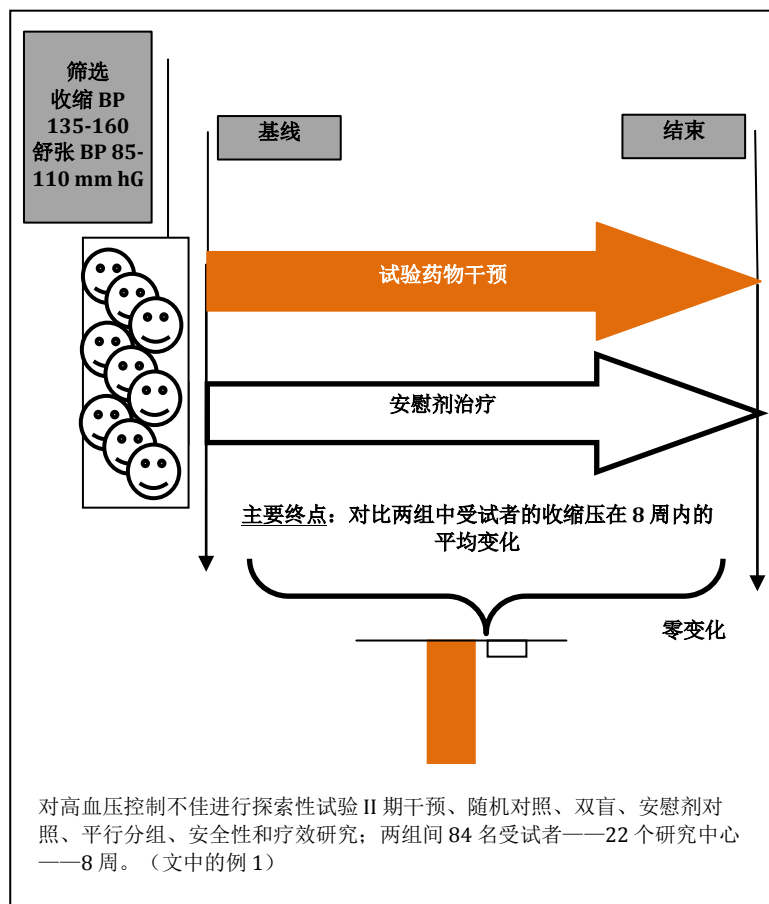 筛选
收缩 BP
135-160
舒张 BP 85-
110 mm hG
基线
结束
试验药物干预
安慰剂治疗
主要终点：对比两组中受试者的收缩压在 8 周内的
平均变化
零变化
对高血压控制不佳进行探索性试验 II 期干预、随机对照、双盲、安慰剂对
照、平行分组、安全性和疗效研究；两组间 84 名受试者——22 个研究中心
——8 周。（文中的例 1）